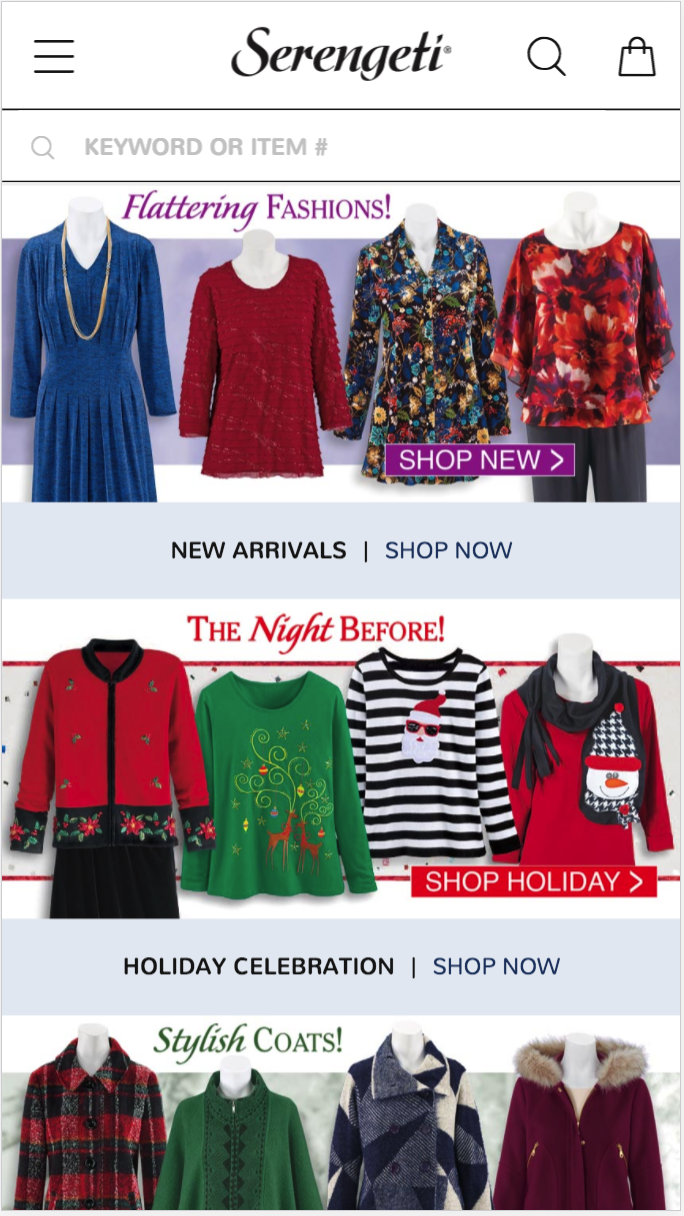 Serengeti®
KEYWORD OR ITEM #
Flattering FASHIONS!
SHOP NEW >
NEW ARRIVALS | SHOP NOW
THE Night BEFORE!
SHOP HOLIDAY >
HOLIDAY CELEBRATION | SHOP NOW
Stylish COATS!